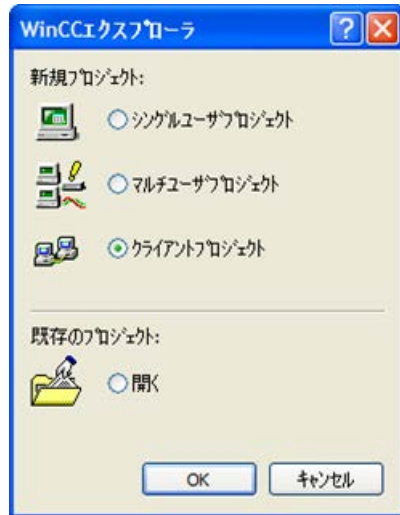 WinCCｴｸｽﾌﾟﾛｰﾗ
新規ﾌﾟﾛｼﾞｪｸﾄ:
ｼﾝｸﾞﾙﾕｰｻﾞﾌﾟﾛｼﾞｪｸﾄ
ﾏﾙﾁﾕｰｻﾞﾌﾟﾛｼﾞｪｸﾄ
ｸﾗｲｱﾝﾄﾌﾟﾛｼﾞｪｸﾄ
既存のﾌﾟﾛｼﾞｪｸﾄ:
開く
OK
ｷｬﾝｾﾙ